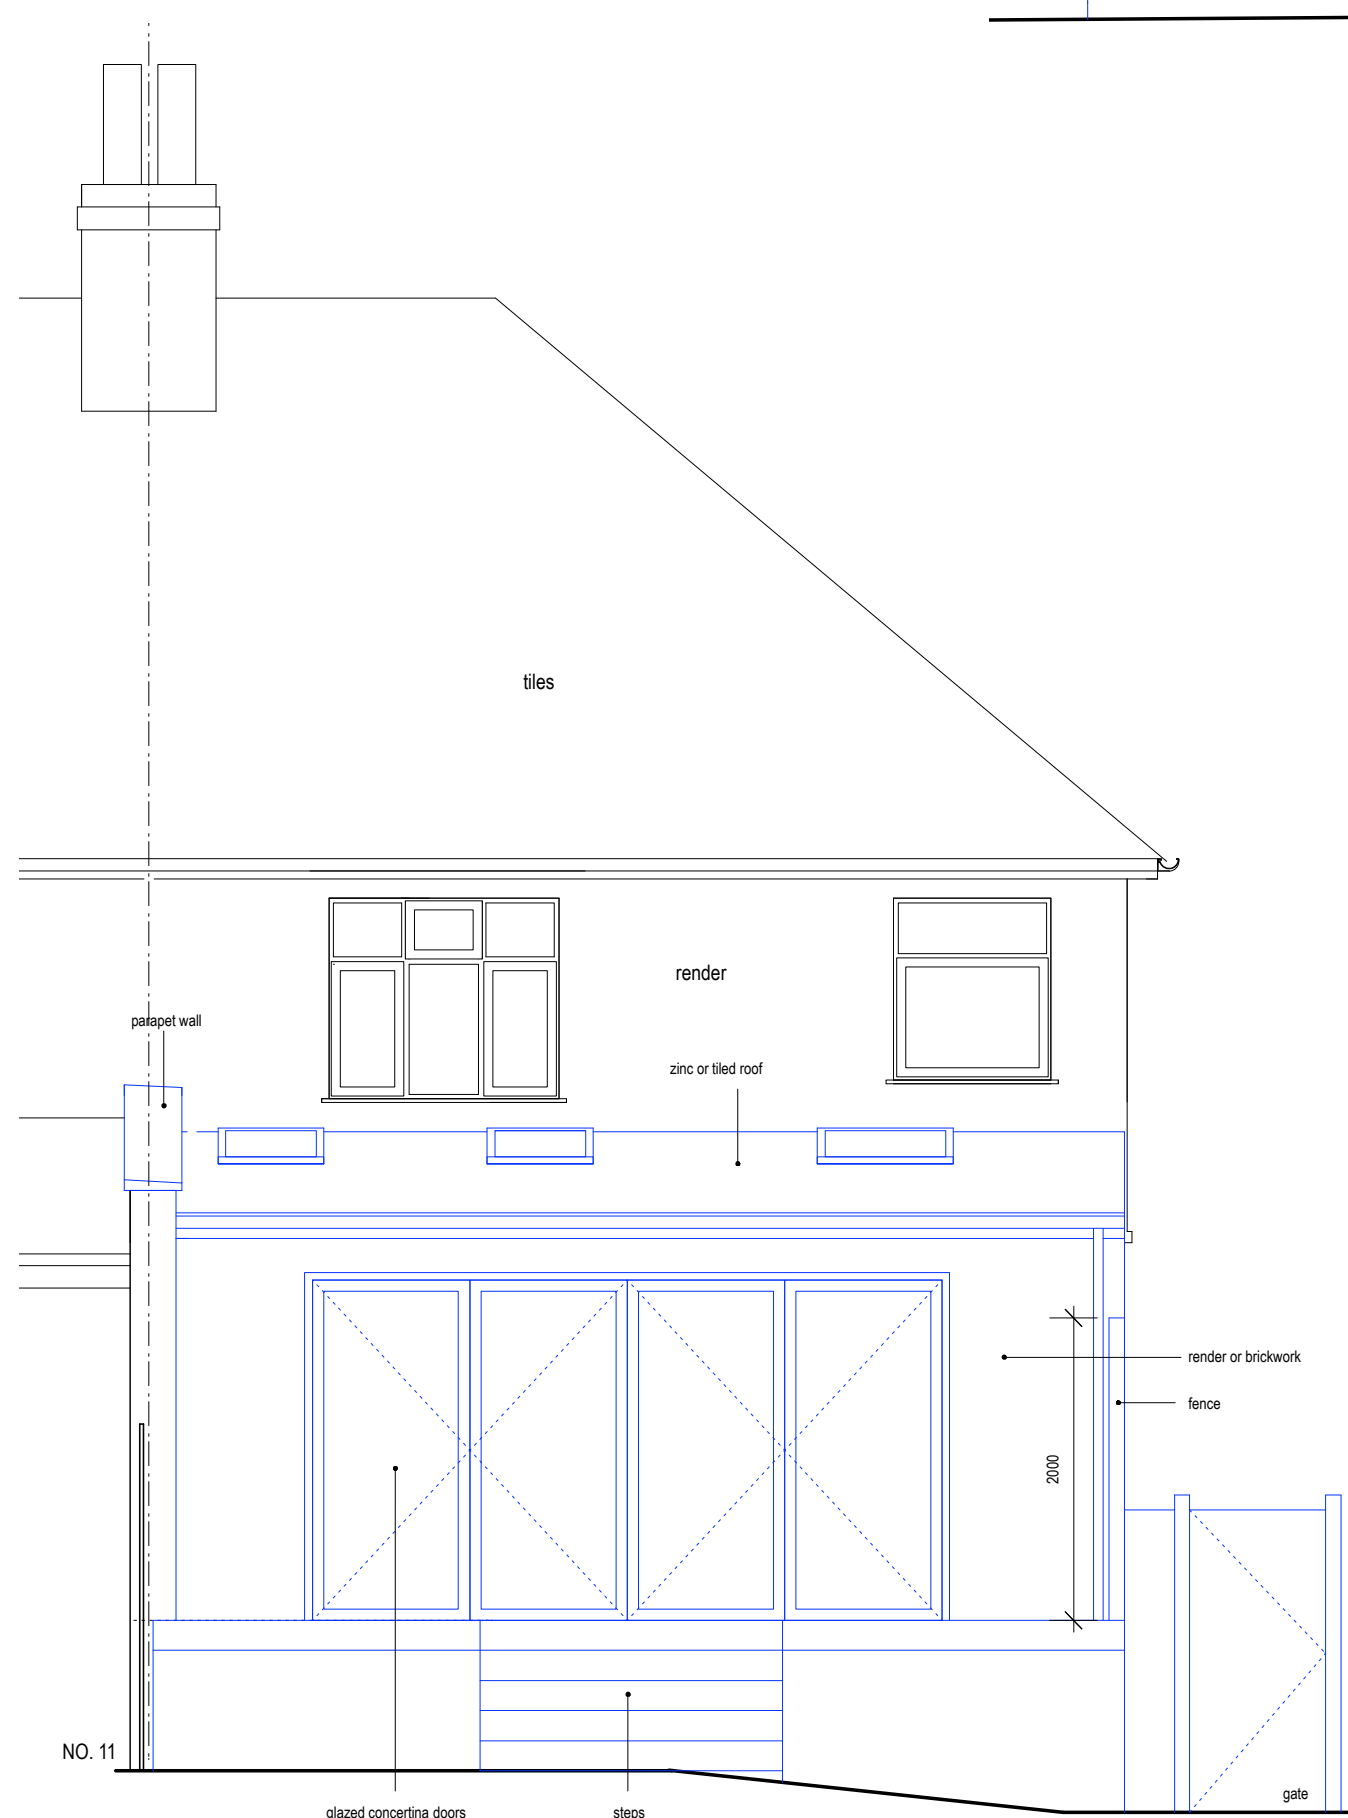 tiles
render
parapet wall
zinc or tiled roof
render or brickwork
fence
2000
NO. 11
gate
glazed concertina doors
steps